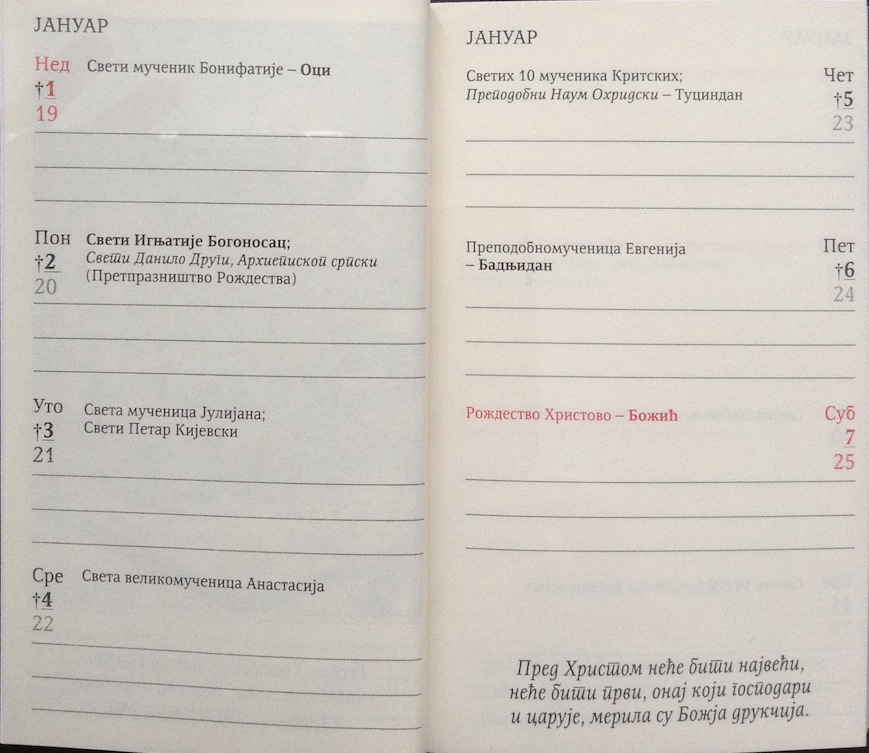 ЈАНУАР
Нед
†1
19
Свети мученик Бонифатије – Оци
Пон
†2
20
Свети Игњатије Богоносац;
Свети Данило Други, Архиепископ српски
(Претпразништво Рождества)
Уто
†3
21
Света мученица Јулијана;
Свети Петар Кијевски
Сре
†4
22
Света великомученица Анастасија
ЈАНУАР
Светих 10 мученика Критских;
Преподобни Наум Охридски – Туциндан
Чет
†5
23
Преподобномученица Евгенија
– Бадњидан
Пет
†6
24
Рождество Христово – Божић
Суб
7
25
Пред Христом неће бити највећи,
неће бити први, онај који господари
и царује, мерила су Божја друкчија.